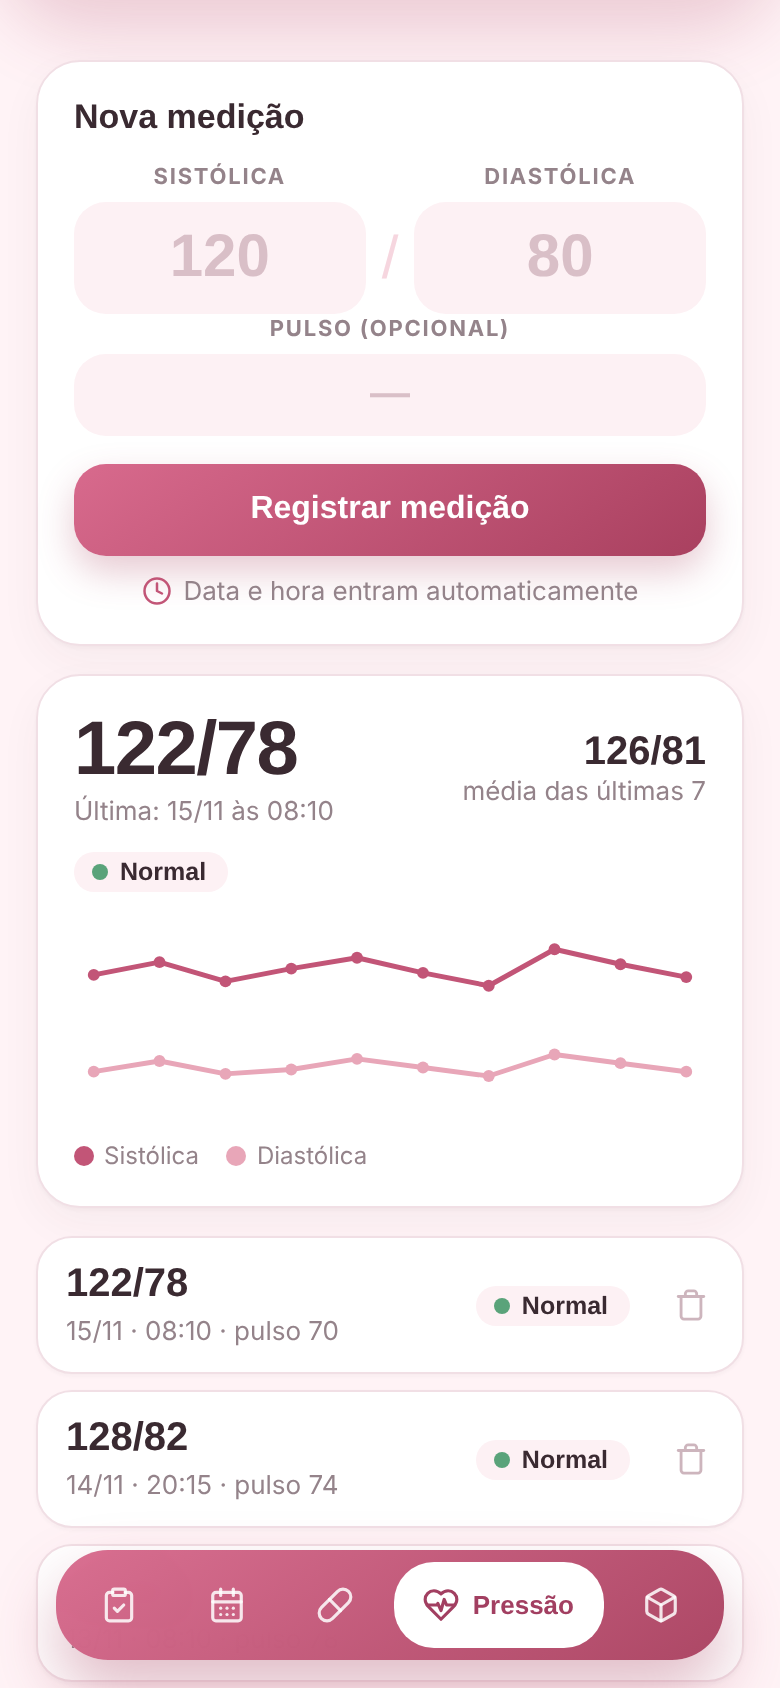 Nova medição
SISTÓLICA
DIASTÓLICA
120 / 80
PULSO (OPCIONAL)
—
Registrar medição
Data e hora entram automaticamente
122/78
126/81
Última: 15/11 às 08:10
média das últimas 7
Normal
Sistólica
Diastólica
122/78
15/11 · 08:10 · pulso 70
Normal
128/82
14/11 · 20:15 · pulso 74
Normal
Pressão